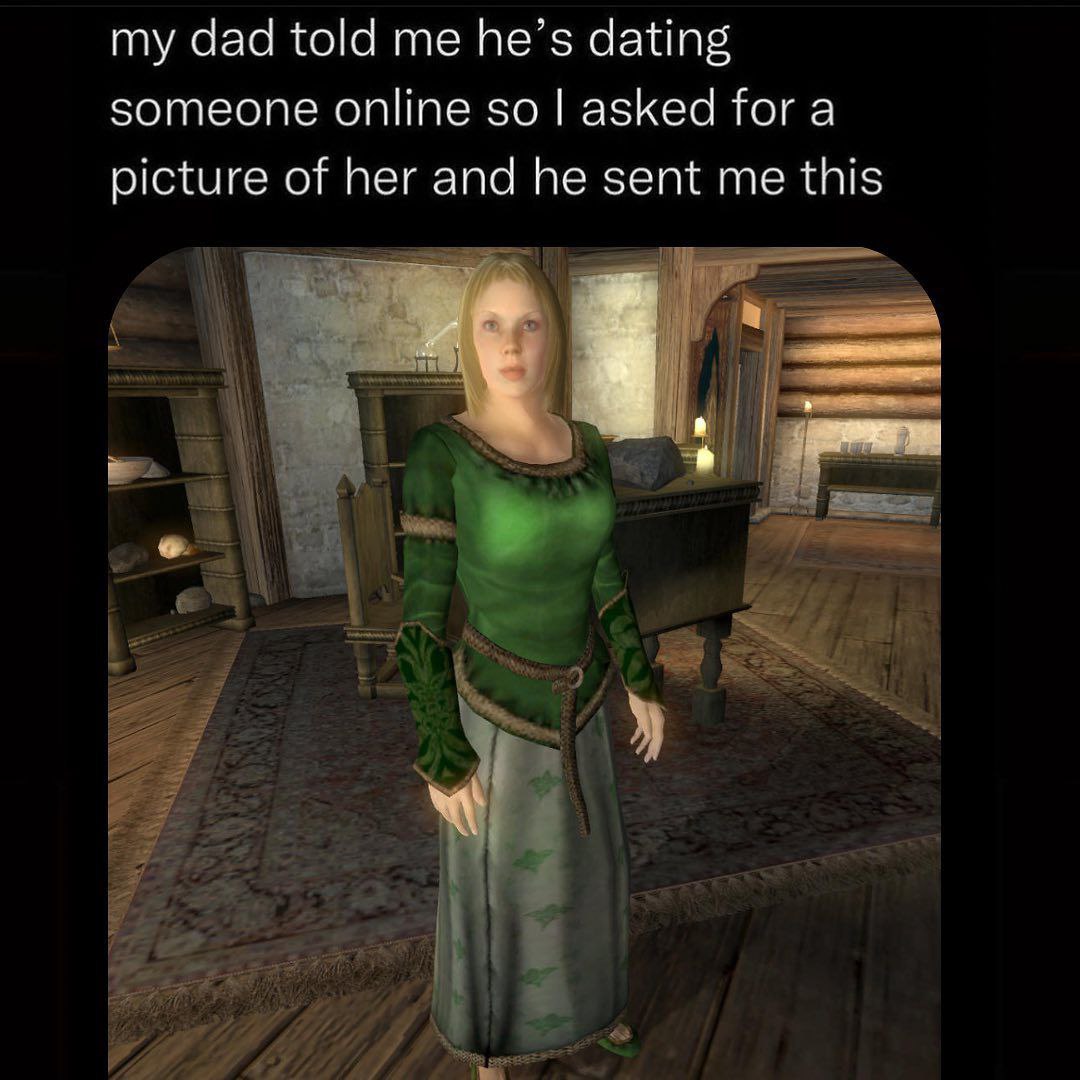 my dad told me he’s dating
someone online so I asked for a
picture of her and he sent me this